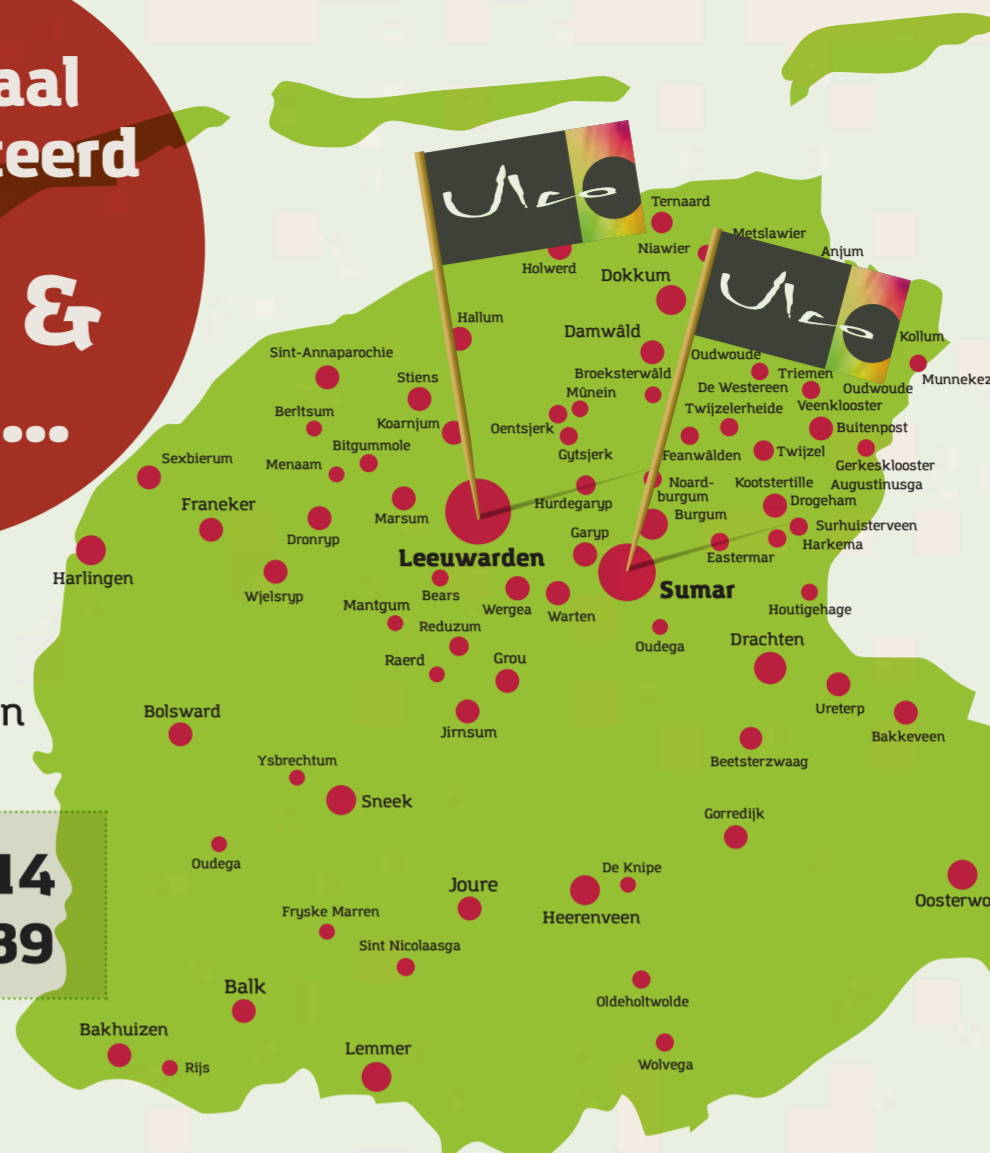 aal
teerd
&
...
n
14
39
Ulco
Ulco
Ternaard
Metslawier
Niawier
Anjum
Holwerd
Dokkum
Hallum
Damwâld
Kollum
Sint-Annaparochie
Oudwoude
Broeksterwâld
Triemen
Munnekez
Stiens
De Westereen
Oudwoude
Mûnein
Berltsum
Twijzelerheide
Veenklooster
Koarnjum
Oentsjerk
Buitenpost
Bitgummole
Sexbierum
Menaam
Gytsjerk
Feanwâlden
Twijzel
Gerkesklooster
Augustinusga
Noard-
burgum
Kootstertille
Franeker
Marsum
Hurdegaryp
Drogeham
Burgum
Surhuisterveen
Dronryp
Garyp
Harkema
Leeuwarden
Eastermar
Harlingen
Sumar
Wjelsryp
Bears
Mantgum
Wergea
Warten
Houtigehage
Reduzum
Oudega
Drachten
Raerd
Grou
Bolsward
Ureterp
Jirnsum
Bakkeveen
Ysbrechtum
Beetsterzwaag
Sneek
Gorredijk
Oudega
De Knipe
Joure
Oosterwo
Fryske Marren
Heerenveen
Sint Nicolaasga
Balk
Oldeholtwolde
Bakhuizen
Lemmer
Rijs
Wolvega